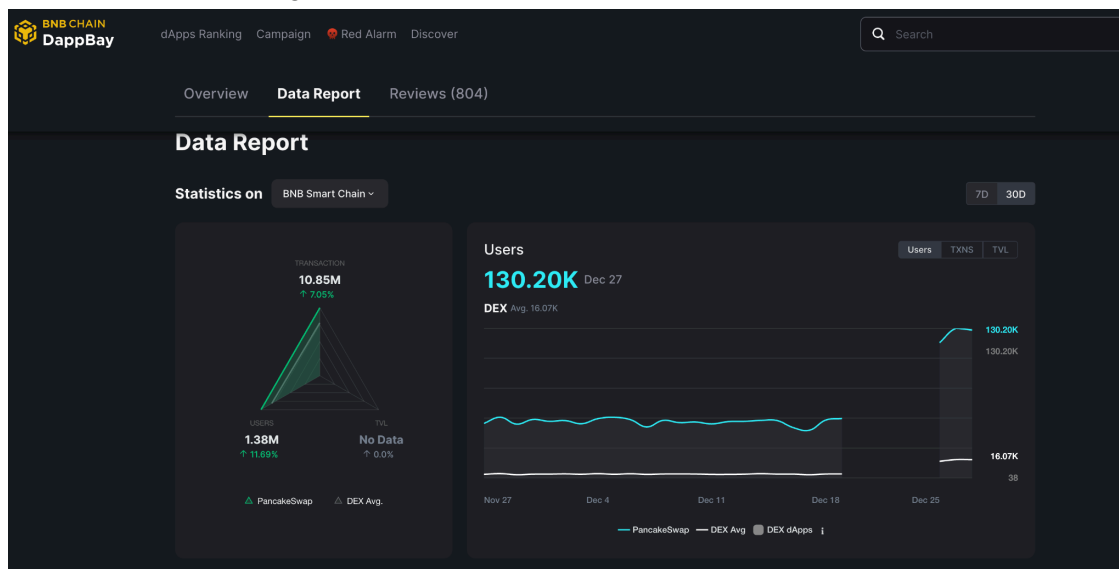 BNB CHAIN
DappBay
dApps Ranking Campaign Red Alarm Discover
Search
Overview Data Report Reviews (804)
Data Report
Statistics on BNB Smart Chain
7D 30D
TRANSACTION
10.85M
↑ 7.05%
USERS
1.38M
↑ 11.69%
TVL
No Data
↑ 0.0%
PancakeSwap DEX Avg.
Users
Users TXNS TVL
130.20K Dec 27
DEX Avg. 16.07K
130.20K
130.20K
16.07K
38
Nov 27 Dec 4 Dec 11 Dec 18 Dec 25
PancakeSwap DEX Avg DEX dApps i